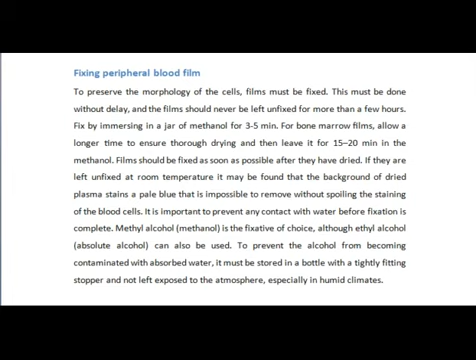 Fixing peripheral blood film
To preserve the morphology of the cells, films must be fixed. This must be done
without delay, and the films should never be left unfixed for more than a few hours.
Fix by immersing in a jar of methanol for 3-5 min. For bone marrow films, allow a
longer time to ensure thorough drying and then leave it for 15–20 min in the
methanol. Films should be fixed as soon as possible after they have dried. If they are
left unfixed at room temperature it may be found that the background of dried
plasma stains a pale blue that is impossible to remove without spoiling the staining
of the blood cells. It is important to prevent any contact with water before fixation is
complete. Methyl alcohol (methanol) is the fixative of choice, although ethyl alcohol
(absolute alcohol) can also be used. To prevent the alcohol from becoming
contaminated with absorbed water, it must be stored in a bottle with a tightly fitting
stopper and not left exposed to the atmosphere, especially in humid climates.